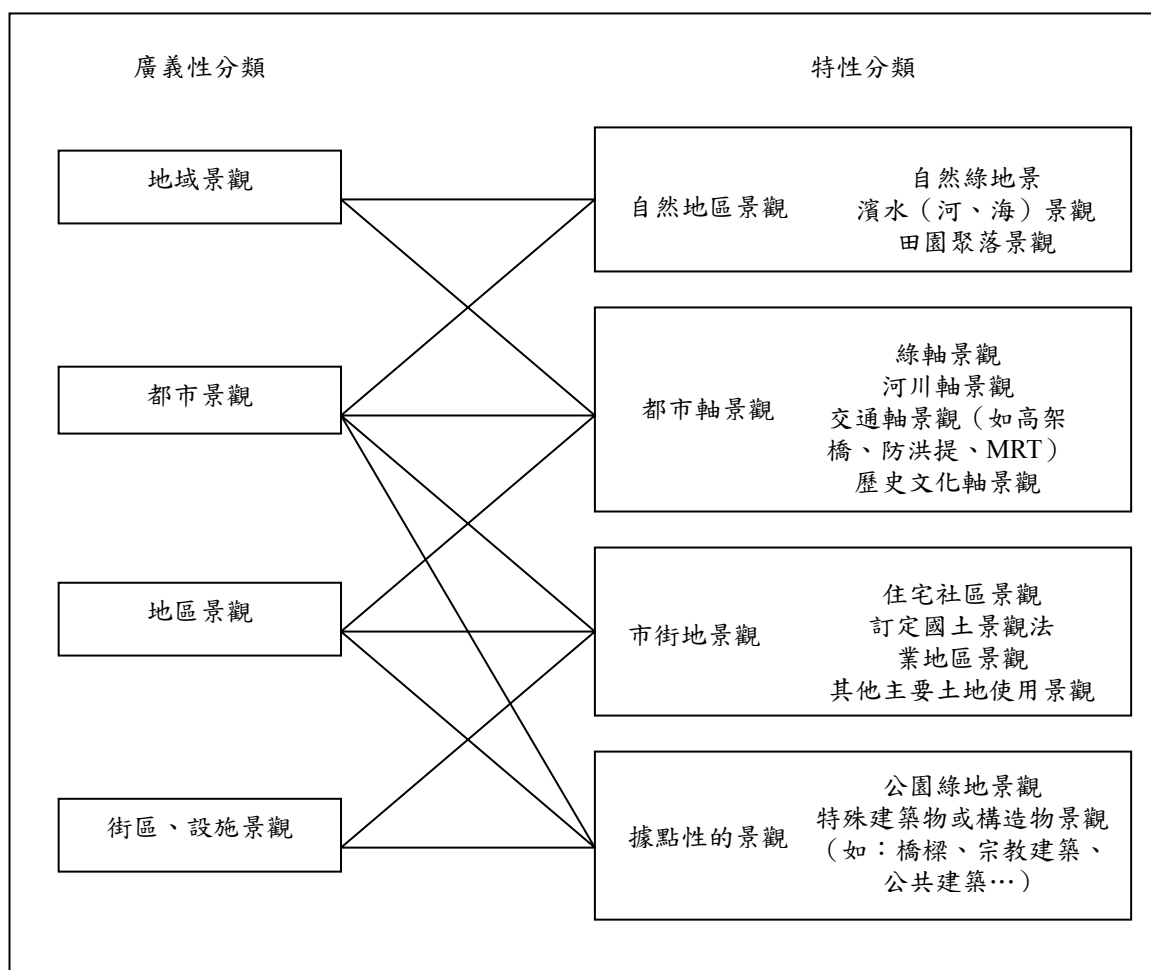 廣義性分類
特性分類
地域景觀
都市景觀
地區景觀
街區、設施景觀
自然地區景觀
自然綠地景
濱水（河、海）景觀
田園聚落景觀
都市軸景觀
綠軸景觀
河川軸景觀
交通軸景觀（如高架
橋、防洪提、MRT）
歷史文化軸景觀
市街地景觀
住宅社區景觀
訂定國土景觀法
業地區景觀
其他主要土地使用景觀
據點性的景觀
公園綠地景觀
特殊建築物或構造物景觀
（如：橋樑、宗教建築、
公共建築…）